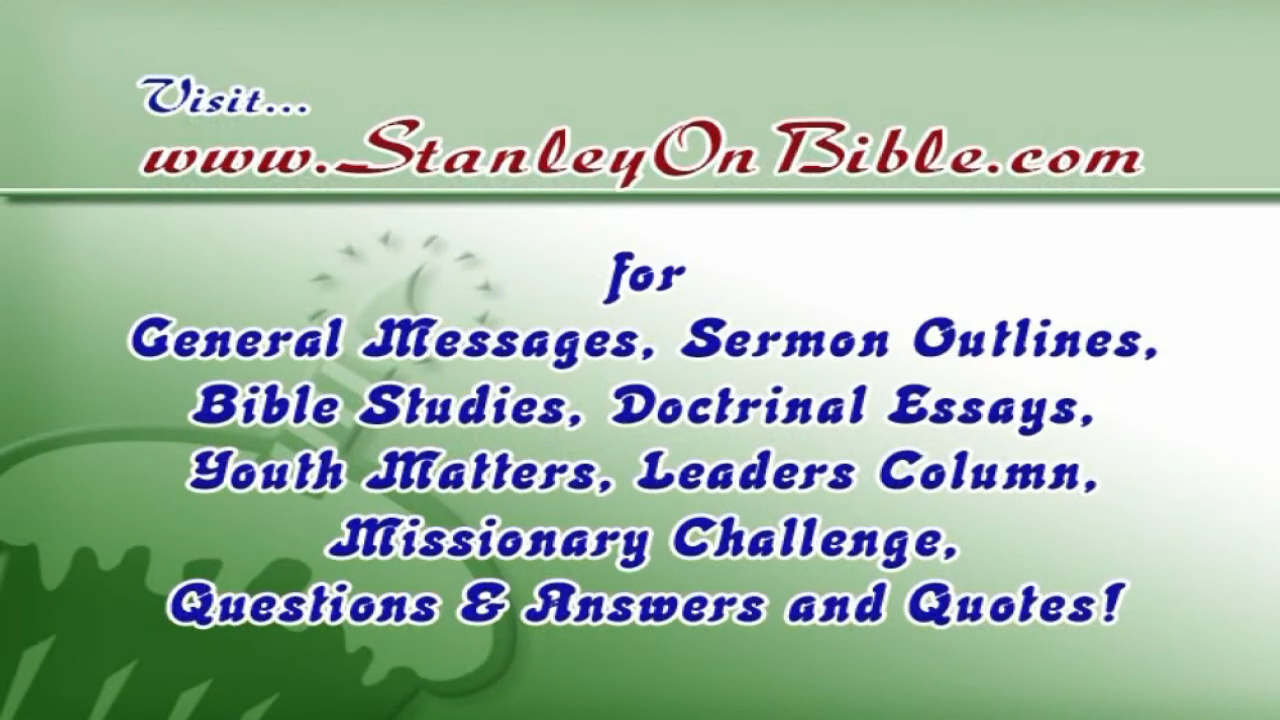 Visit...
www.StanleyOnBible.com
for
General Messages, Sermon Outlines,
Bible Studies, Doctrinal Essays,
Youth Matters, Leaders Column,
Missionary Challenge,
Questions & Answers and Quotes!